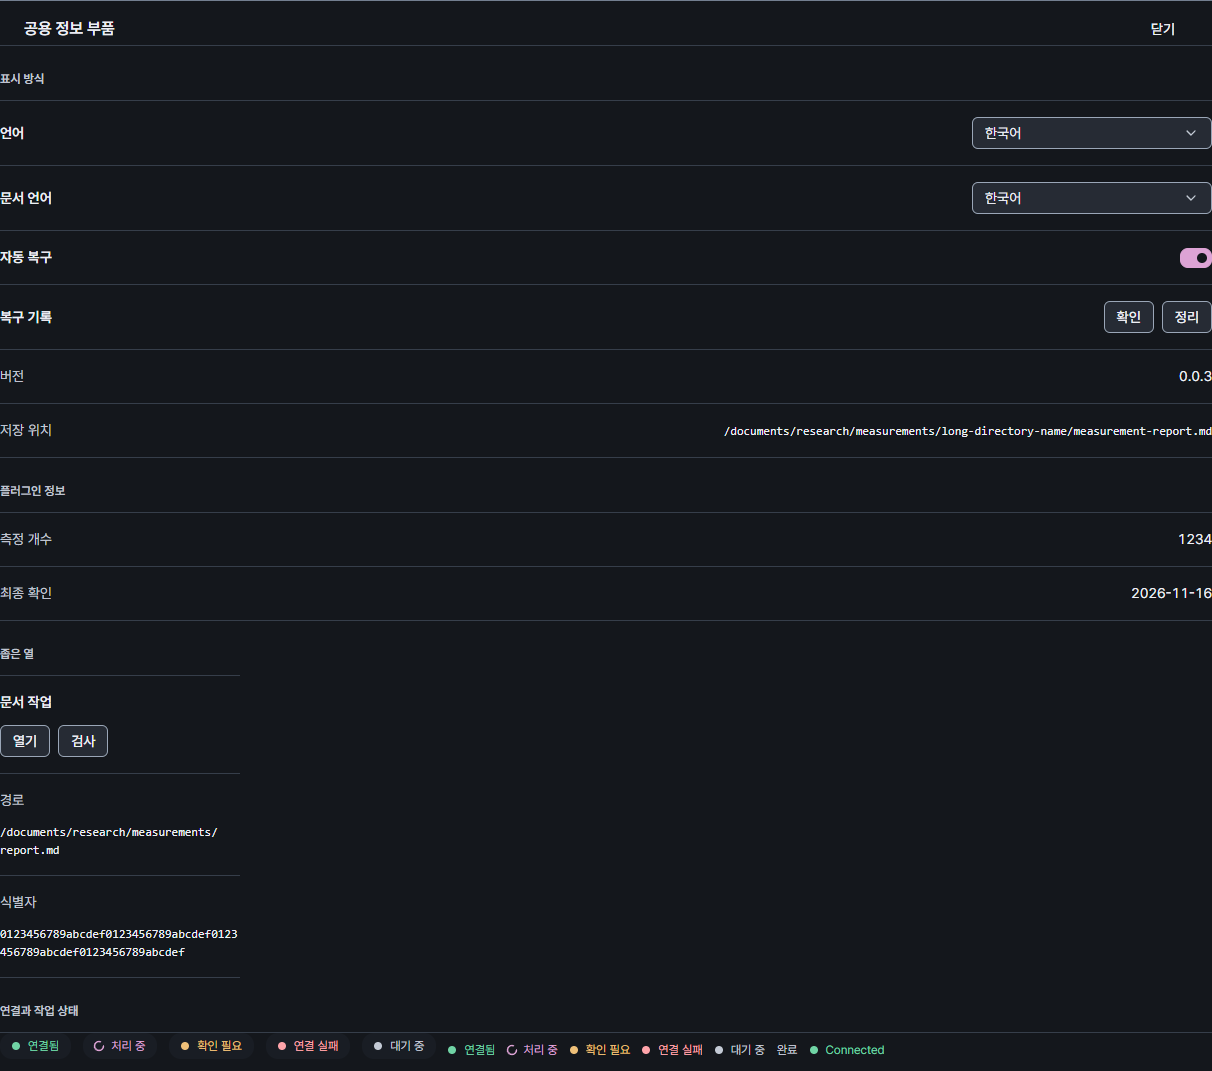 공용 정보 부품
닫기
표시 방식
언어
한국어
문서 언어
한국어
자동 복구
복구 기록
확인 정리
버전
0.0.3
저장 위치
/documents/research/measurements/long-directory-name/measurement-report.md
플러그인 정보
측정 개수
1234
최종 확인
2026-11-16
좁은 열
문서 작업
열기 검사
경로
/documents/research/measurements/
report.md
식별자
0123456789abcdef0123456789abcdef0123
456789abcdef0123456789abcdef
연결과 작업 상태
연결됨 처리 중 확인 필요 연결 실패 대기 중 연결됨 처리 중 확인 필요 연결 실패 대기 중 완료 Connected